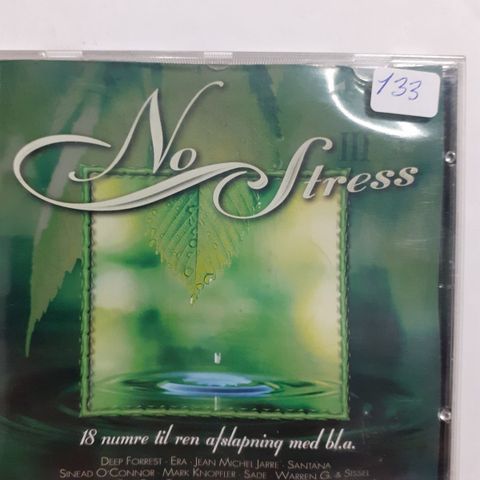 133
No Stress III
18 numre til ren afslapning med bl.a.
DEEP FORREST · ERA · JEAN MICHEL JARRE · SANTANA
SINEAD O'CONNOR · MARK KNOPFLER · SADE · WARREN G. & SISSEL